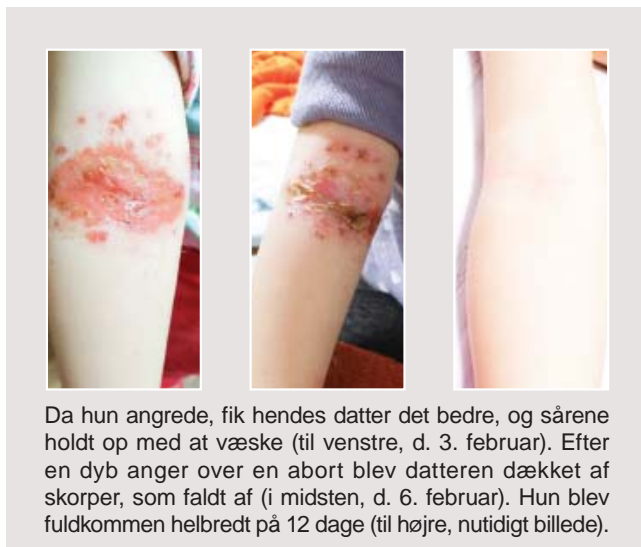 Da hun angrede, fik hendes datter det bedre, og sårene
holdt op med at væske (til venstre, d. 3. februar). Efter
en dyb anger over en abort blev datteren dækket af
skorper, som faldt af (i midsten, d. 6. februar). Hun blev
fuldkommen helbredt på 12 dage (til højre, nutidigt billede).